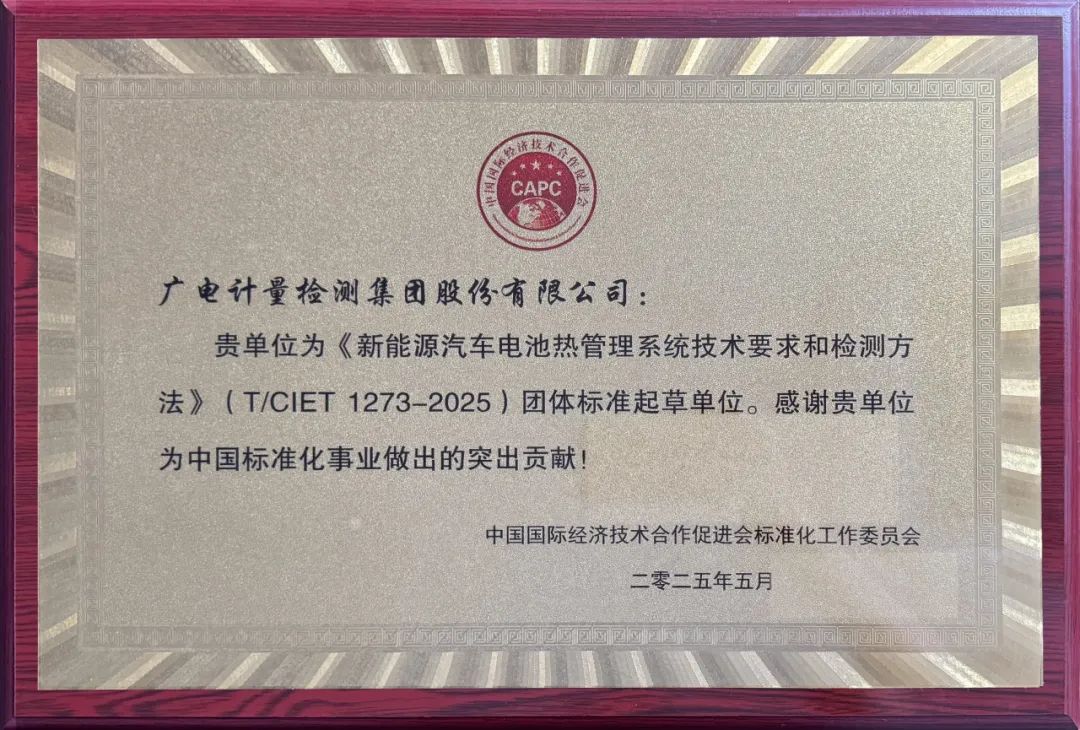 中国国际经济技术合作促进会
CAPC
广电计量检测集团股份有限公司：
贵单位为《新能源汽车电池热管理系统技术要求和检测方
法》（T/CIET 1273-2025）团体标准起草单位。感谢贵单位
为中国标准化事业做出的突出贡献！
中国国际经济技术合作促进会标准化工作委员会
二零二五年五月